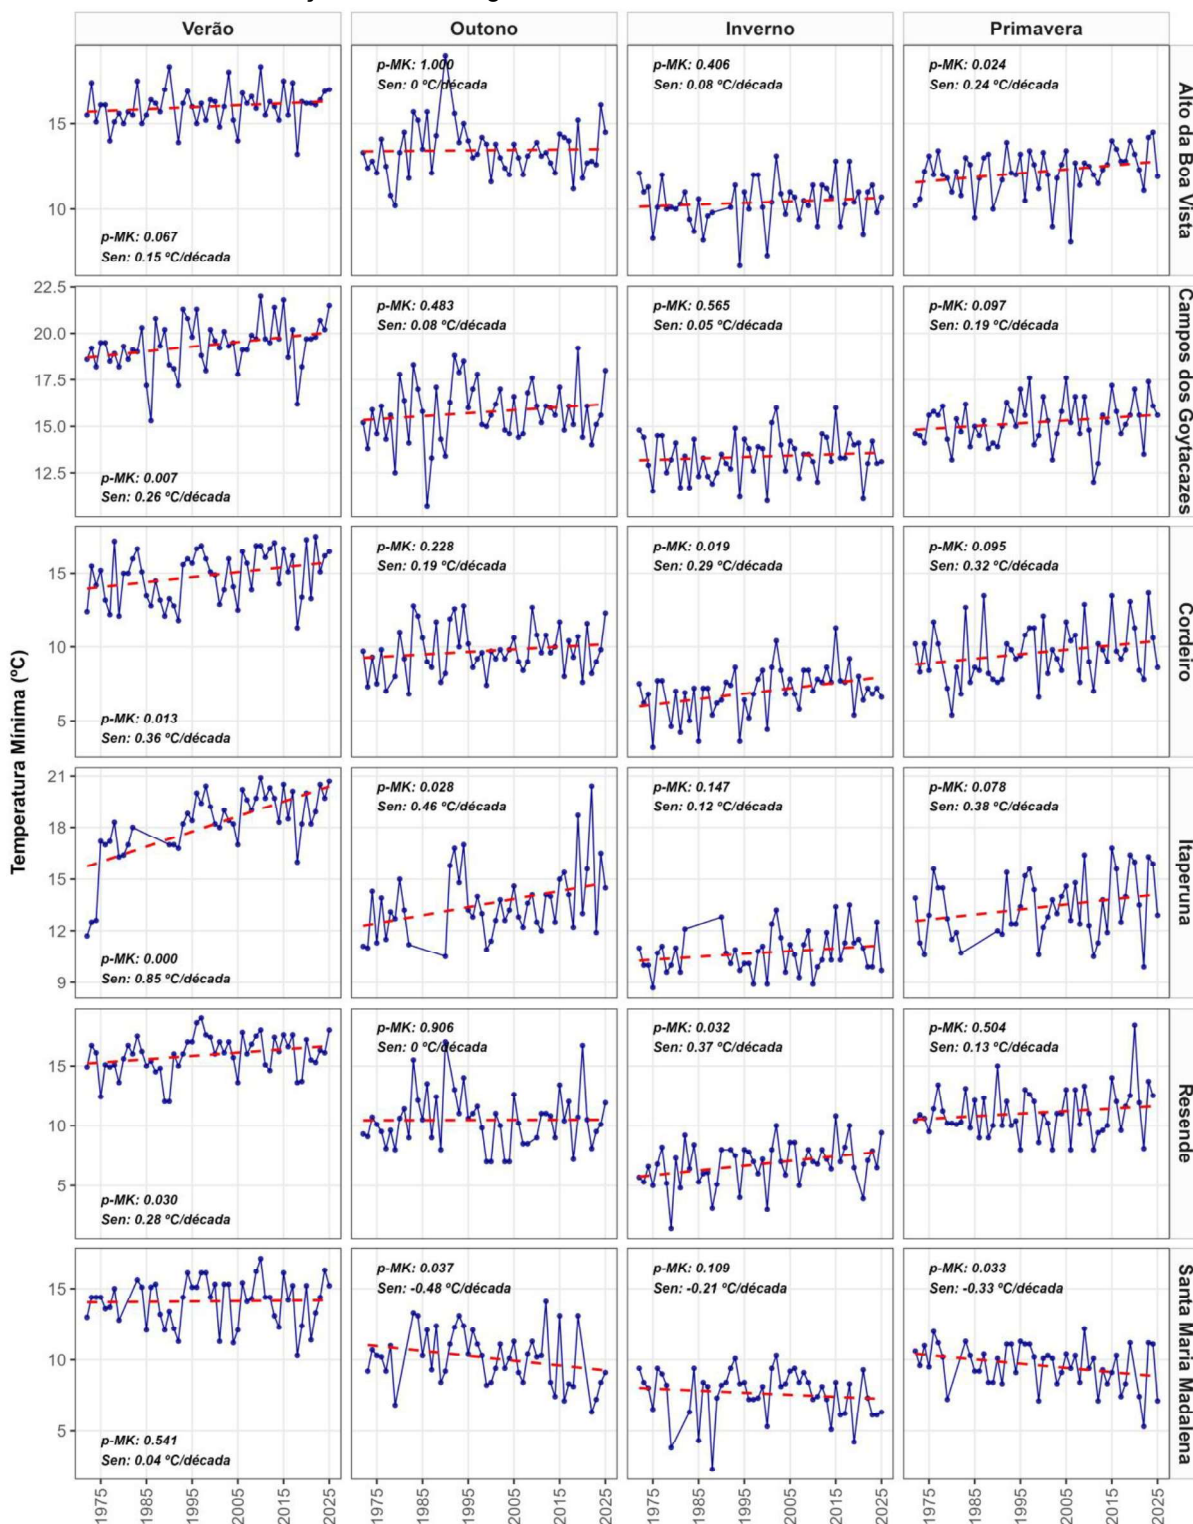 Verão
Outono
Inverno
Primavera
Temperatura Mínima (ºC)
15
10
p-MK: 0.067
Sen: 0.15 ºC/década
p-MK: 1.000
Sen: 0 ºC/década
p-MK: 0.406
Sen: 0.08 ºC/década
p-MK: 0.024
Sen: 0.24 ºC/década
Alto da Boa Vista
22.5
20.0
17.5
15.0
12.5
p-MK: 0.007
Sen: 0.26 ºC/década
p-MK: 0.483
Sen: 0.08 ºC/década
p-MK: 0.565
Sen: 0.05 ºC/década
p-MK: 0.097
Sen: 0.19 ºC/década
Campos dos Goytacazes
15
10
5
p-MK: 0.013
Sen: 0.36 ºC/década
p-MK: 0.228
Sen: 0.19 ºC/década
p-MK: 0.019
Sen: 0.29 ºC/década
p-MK: 0.095
Sen: 0.32 ºC/década
Cordeiro
21
18
15
12
9
p-MK: 0.000
Sen: 0.85 ºC/década
p-MK: 0.028
Sen: 0.46 ºC/década
p-MK: 0.147
Sen: 0.12 ºC/década
p-MK: 0.078
Sen: 0.38 ºC/década
Itaperuna
15
10
5
p-MK: 0.030
Sen: 0.28 ºC/década
p-MK: 0.906
Sen: 0 ºC/década
p-MK: 0.032
Sen: 0.37 ºC/década
p-MK: 0.504
Sen: 0.13 ºC/década
Resende
15
10
5
p-MK: 0.541
Sen: 0.04 ºC/década
p-MK: 0.037
Sen: -0.48 ºC/década
p-MK: 0.109
Sen: -0.21 ºC/década
p-MK: 0.033
Sen: -0.33 ºC/década
Santa Maria Madalena
1975 1985 1995 2005 2015 2025
1975 1985 1995 2005 2015 2025
1975 1985 1995 2005 2015 2025
1975 1985 1995 2005 2015 2025